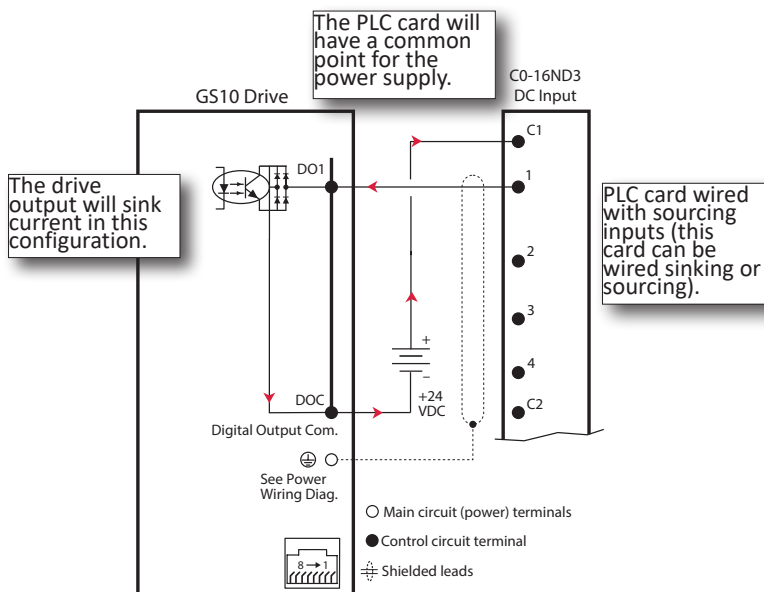 The PLC card will
have a common
point for the
power supply.
C0-16ND3
DC Input
GS10 Drive
C1
DO1
1
The drive
output will sink
current in this
configuration.
PLC card wired
with sourcing
inputs (this
card can be
wired sinking or
sourcing).
2
3
+
4
–
+24
VDC
DOC
C2
Digital Output Com.
See Power
Wiring Diag.
Main circuit (power) terminals
Control circuit terminal
8→1
Shielded leads